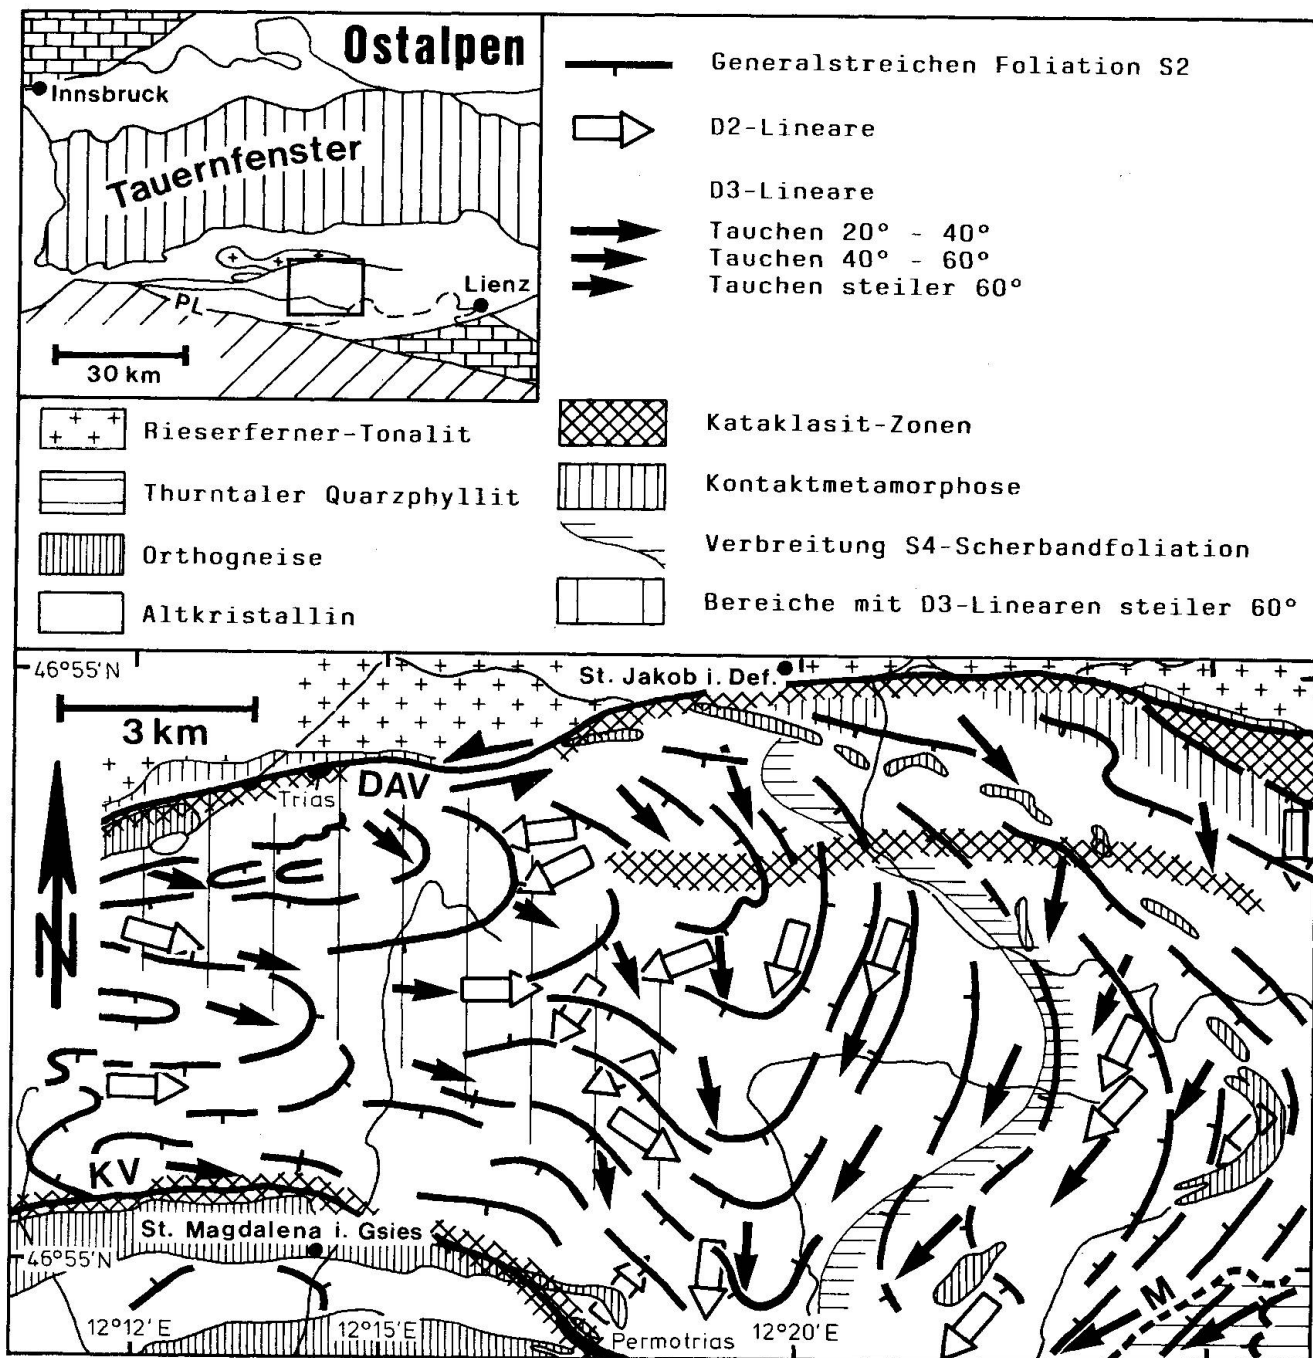 Ostalpen
Innsbruck
Tauernfenster
Lienz
PL
30 km
Generalstreichen Foliation S2
D2-Lineare
D3-Lineare
Tauchen 20° - 40°
Tauchen 40° - 60°
Tauchen steiler 60°
Rieserferner-Tonalit
Thurntaler Quarzphyllit
Orthogneise
Altkristallin
Kataklasit-Zonen
Kontaktmetamorphose
Verbreitung S4-Scherbandfoliation
Bereiche mit D3-Linearen steiler 60°
46°55'N
St. Jakob i. Def.
3 km
Trias
DAV
N
KV
St. Magdalena i. Gsies
46°55'N
M
12°12'E
12°15'E
Permotrias
12°20'E